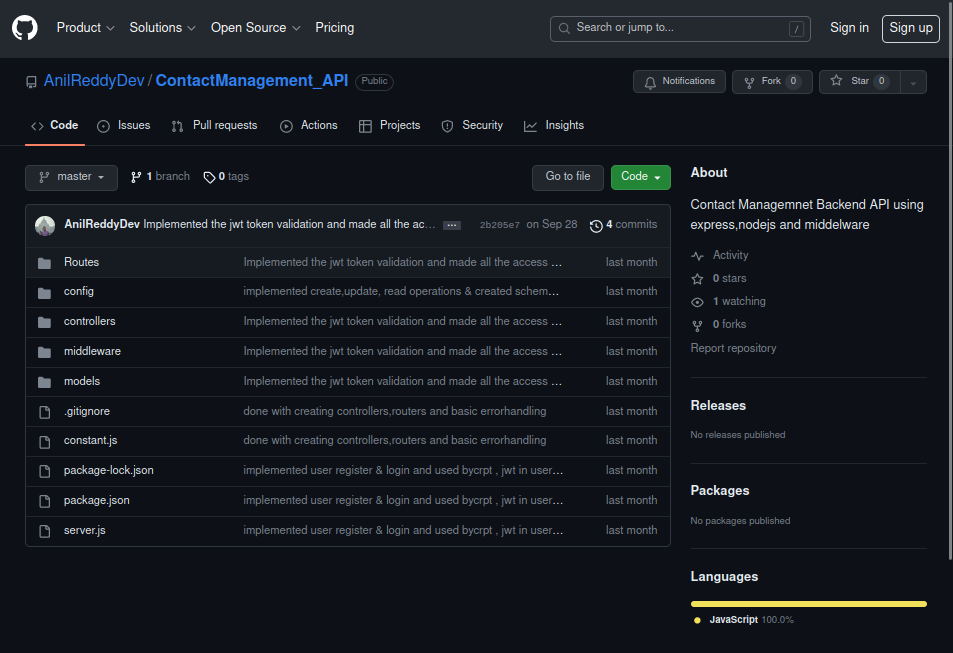 Product Solutions Open Source Pricing Search or jump to... / Sign in Sign up
AnilReddyDev / ContactManagement_API Public Notifications Fork 0 Star 0
Code Issues Pull requests Actions Projects Security Insights
master 1 branch 0 tags Go to file Code
AnilReddyDev Implemented the jwt token validation and made all the ac... ... 2b205e7 on Sep 28 4 commits
Routes Implemented the jwt token validation and made all the access ... last month
config implemented create,update, read operations & created schem... last month
controllers Implemented the jwt token validation and made all the access ... last month
middleware Implemented the jwt token validation and made all the access ... last month
models Implemented the jwt token validation and made all the access ... last month
.gitignore done with creating controllers,routers and basic errorhandling last month
constant.js done with creating controllers,routers and basic errorhandling last month
package-lock.json implemented user register & login and used bycrpt , jwt in user... last month
package.json implemented user register & login and used bycrpt , jwt in user... last month
server.js implemented user register & login and used bycrpt , jwt in user... last month
About
Contact Managemnet Backend API using
express,nodejs and middelware
Activity
0 stars
1 watching
0 forks
Report repository
Releases
No releases published
Packages
No packages published
Languages
JavaScript 100.0%